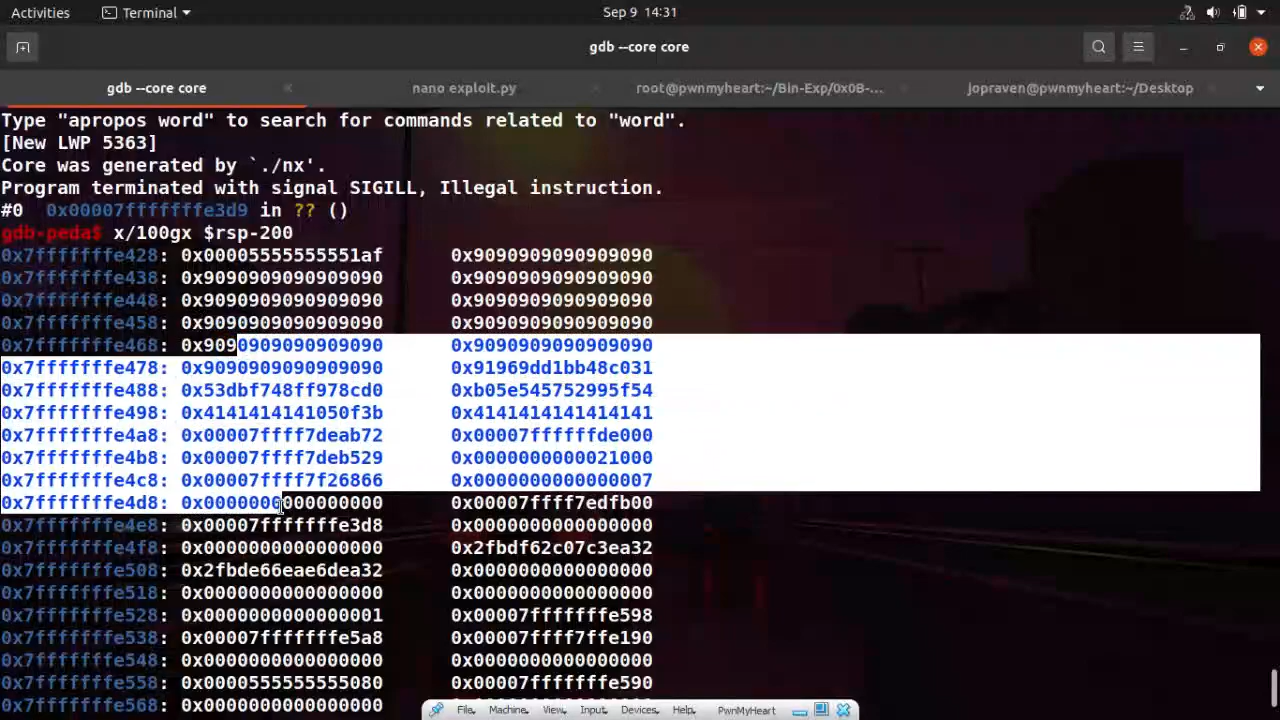 Activities Terminal Sep 9 14:31
gdb --core core
gdb --core core nano exploit.py root@pwnmyheart:~/Bin-Exp/0x0B-... jopraven@pwnmyheart:~/Desktop
Type "apropos word" to search for commands related to "word".
[New LWP 5363]
Core was generated by `./nx'.
Program terminated with signal SIGILL, Illegal instruction.
#0 0x00007fffffffe3d9 in ?? ()
gdb-peda$ x/100gx $rsp-200
0x7fffffffe428: 0x00005555555551af 0x9090909090909090
0x7fffffffe438: 0x9090909090909090 0x9090909090909090
0x7fffffffe448: 0x9090909090909090 0x9090909090909090
0x7fffffffe458: 0x9090909090909090 0x9090909090909090
0x7fffffffe468: 0x9090909090909090 0x9090909090909090
0x7fffffffe478: 0x9090909090909090 0x91969dd1bb48c031
0x7fffffffe488: 0x53dbf748ff978cd0 0xb05e545752995f54
0x7fffffffe498: 0x4141414141050f3b 0x4141414141414141
0x7fffffffe4a8: 0x00007ffff7deab72 0x00007ffffffde000
0x7fffffffe4b8: 0x00007ffff7deb529 0x0000000000021000
0x7fffffffe4c8: 0x00007ffff7f26866 0x0000000000000007
0x7fffffffe4d8: 0x0000000000000000 0x00007ffff7edfb00
0x7fffffffe4e8: 0x00007fffffffe3d8 0x0000000000000000
0x7fffffffe4f8: 0x0000000000000000 0x2fbdf62c07c3ea32
0x7fffffffe508: 0x2fbde66eae6dea32 0x0000000000000000
0x7fffffffe518: 0x0000000000000000 0x0000000000000000
0x7fffffffe528: 0x0000000000000001 0x00007fffffffe598
0x7fffffffe538: 0x00007fffffffe5a8 0x00007ffff7ffe190
0x7fffffffe548: 0x0000000000000000 0x0000000000000000
0x7fffffffe558: 0x0000555555555080 0x00007fffffffe590
0x7fffffffe568: 0x0000000000000000 0x0000000000000000
File Machine View Input Devices Help PwnMyHeart